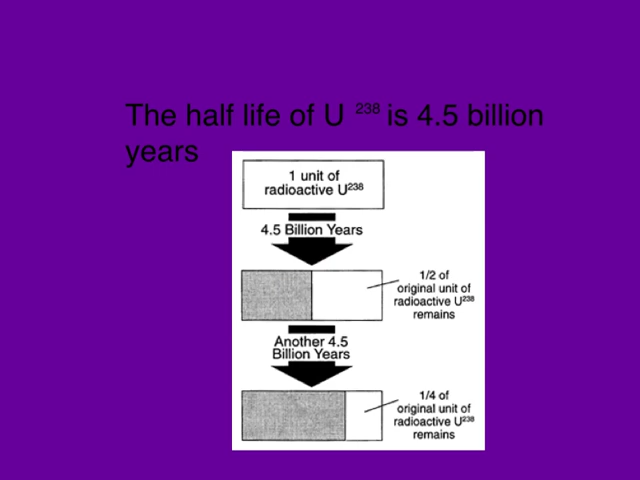 The half life of U ²³⁸ is 4.5 billion
years
1 unit of
radioactive U²³⁸
4.5 Billion Years
1/2 of
original unit of
radioactive U²³⁸
remains
Another 4.5
Billion Years
1/4 of
original unit of
radioactive U²³⁸
remains